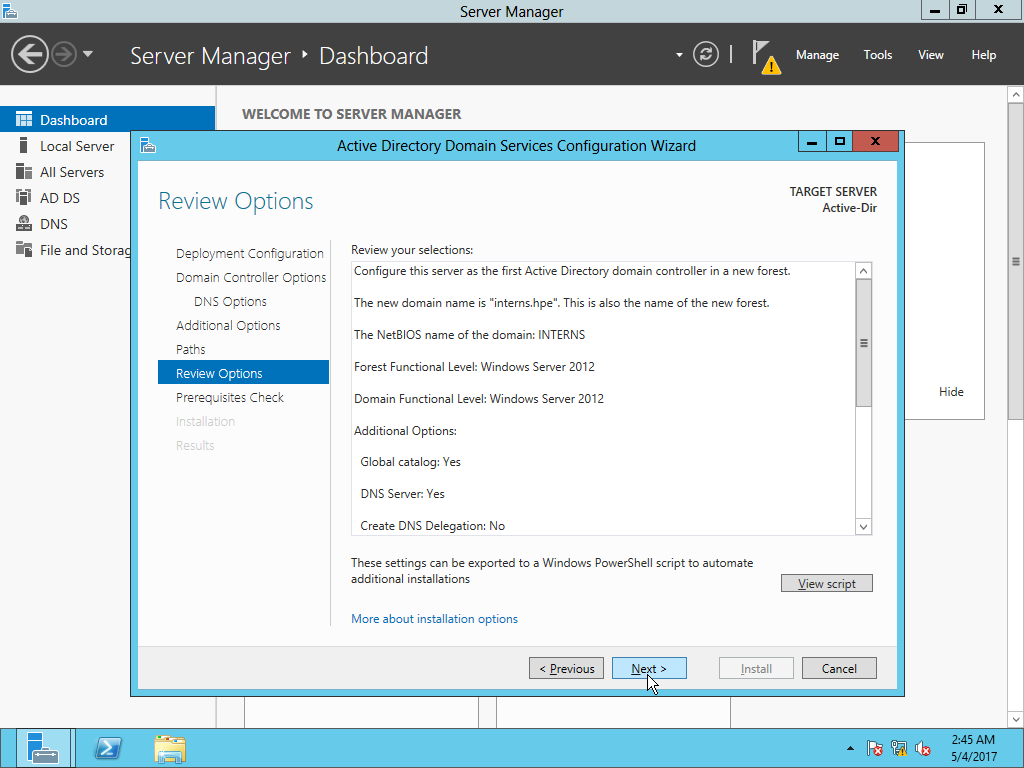 Server Manager
Server Manager ‣ Dashboard
Manage Tools View Help
Dashboard
Local Server
All Servers
AD DS
DNS
File and Storag
WELCOME TO SERVER MANAGER
Hide
Active Directory Domain Services Configuration Wizard
Review Options
TARGET SERVER
Active-Dir
Deployment Configuration
Domain Controller Options
DNS Options
Additional Options
Paths
Review Options
Prerequisites Check
Installation
Results
Review your selections:
Configure this server as the first Active Directory domain controller in a new forest.
The new domain name is "interns.hpe". This is also the name of the new forest.
The NetBIOS name of the domain: INTERNS
Forest Functional Level: Windows Server 2012
Domain Functional Level: Windows Server 2012
Additional Options:
Global catalog: Yes
DNS Server: Yes
Create DNS Delegation: No
These settings can be exported to a Windows PowerShell script to automate
additional installations
View script
More about installation options
< Previous Next > Install Cancel
2:45 AM
5/4/2017